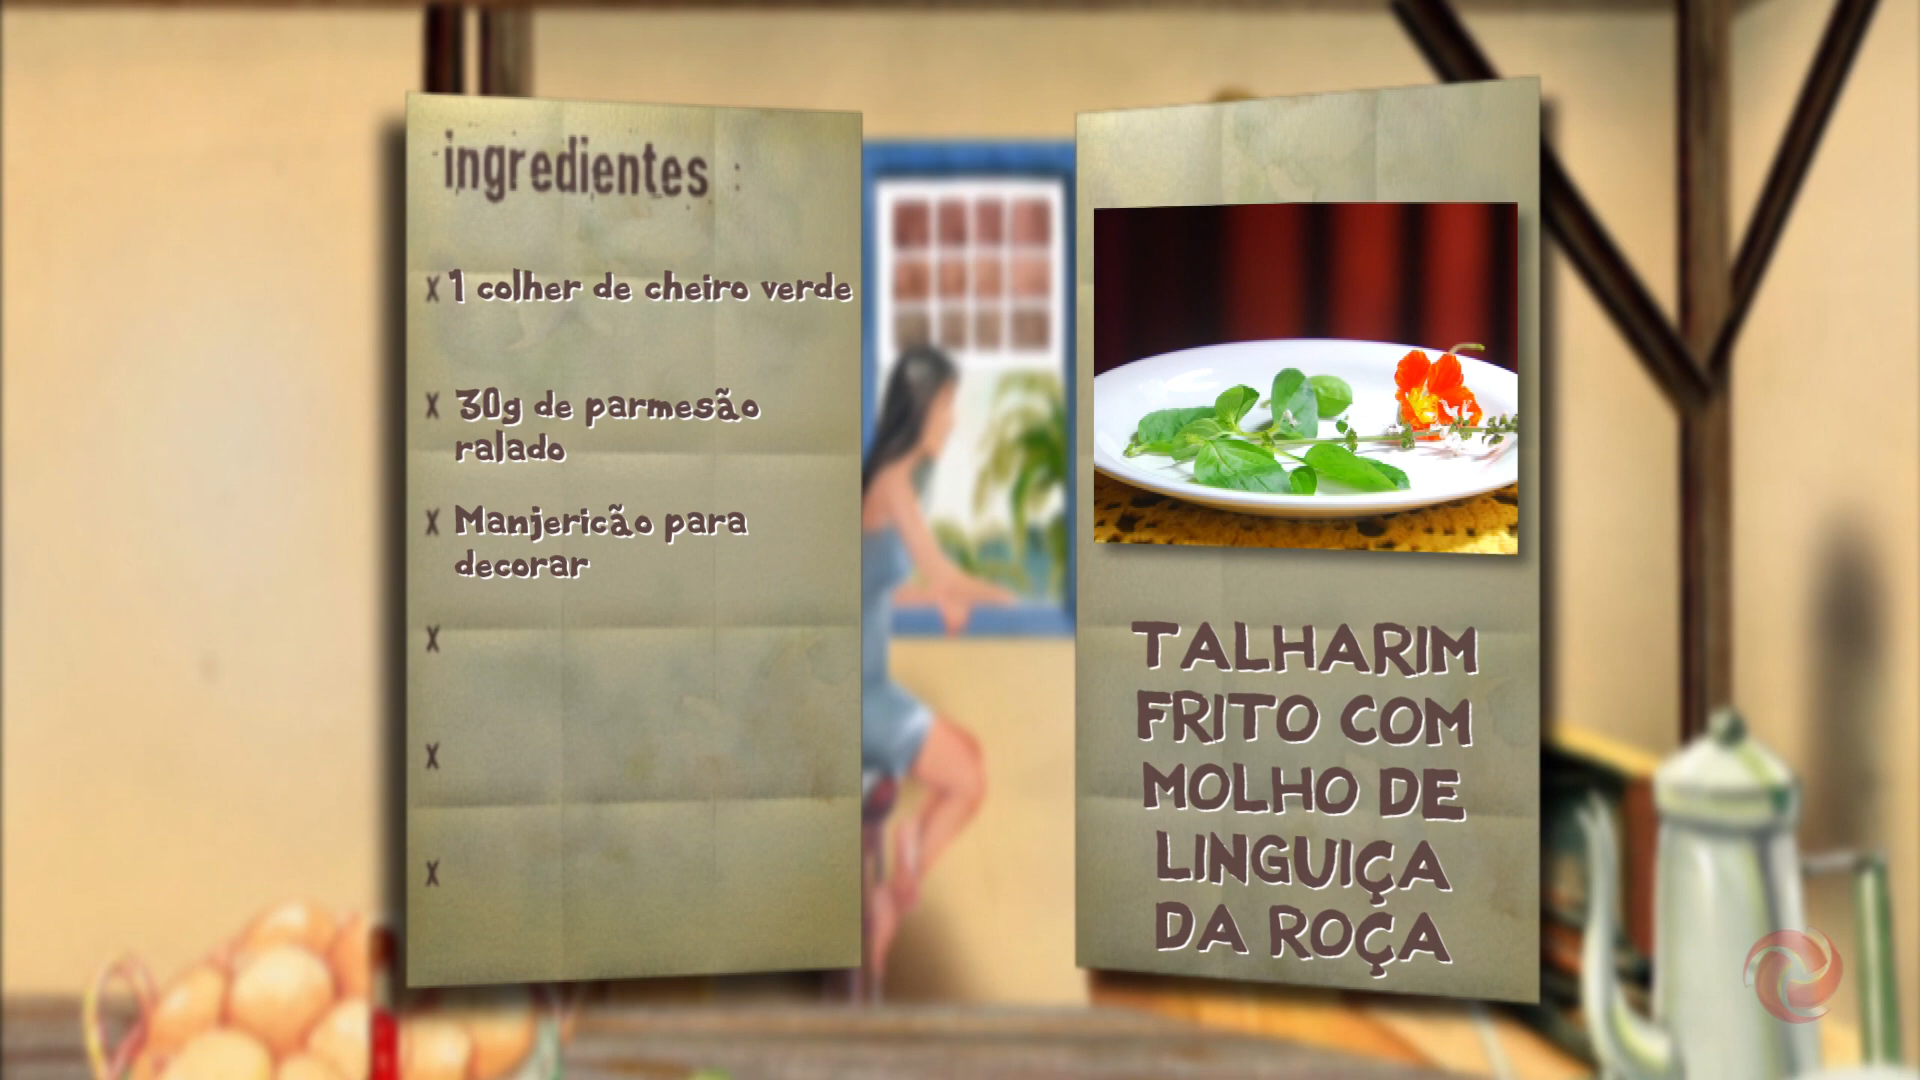 ingredientes :
x 1 colher de cheiro verde
x 30g de parmesão
ralado
x Manjericão para
decorar
x
x
x
TALHARIM
FRITO COM
MOLHO DE
LINGUIÇA
DA ROÇA